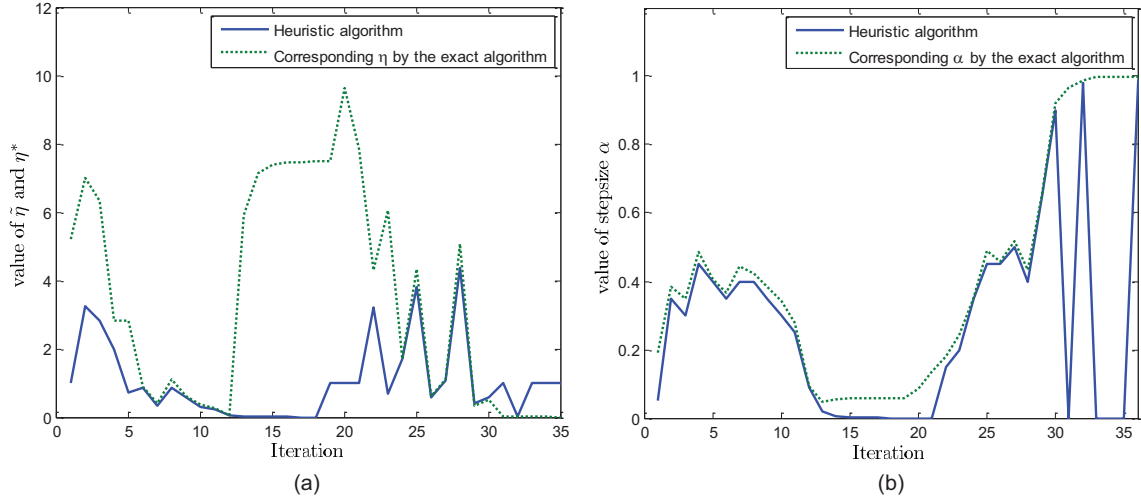 12
10
8
6
4
2
0
0 5 10 15 20 25 30 35
value of η̃ and η*
Iteration
Heuristic algorithm
Corresponding η by the exact algorithm
(a)
1
0.8
0.6
0.4
0.2
0
0 5 10 15 20 25 30 35
value of stepsize α
Iteration
Heuristic algorithm
Corresponding α by the exact algorithm
(b)